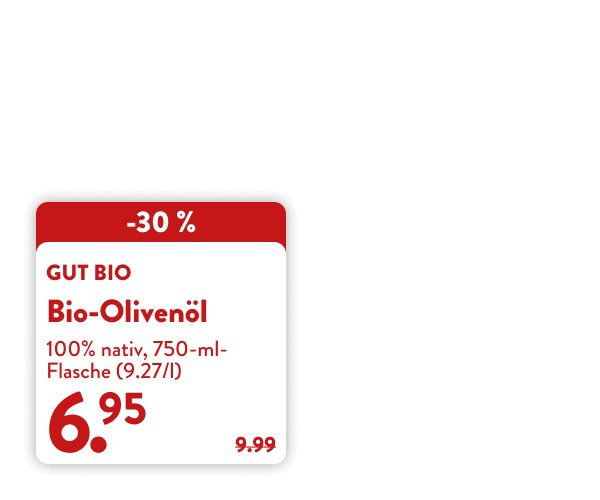 -30 %
GUT BIO
Bio-Olivenöl
100% nativ, 750-ml-
Flasche (9.27/l)
6.95
9.99